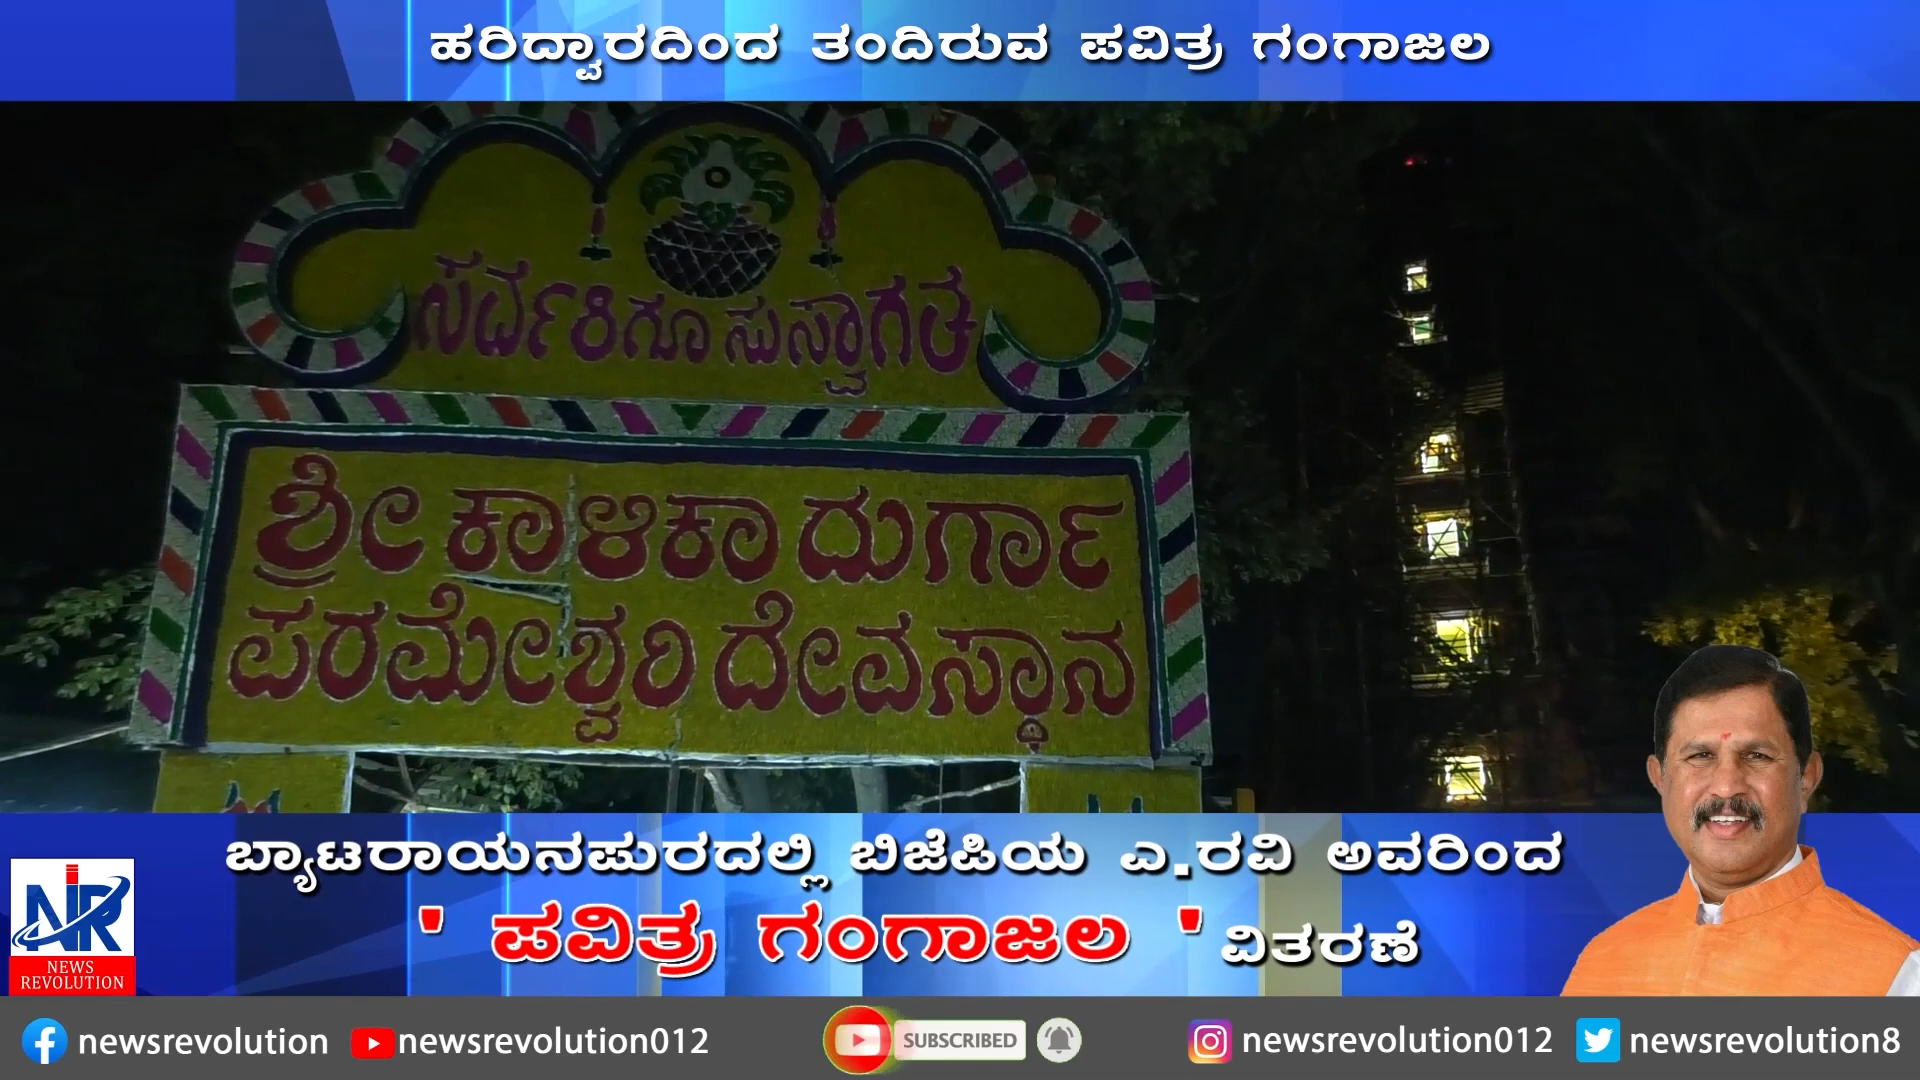 ಹರಿದ್ವಾರದಿಂದ ತಂದಿರುವ ಪವಿತ್ರ ಗಂಗಾಜಲ
ಸರ್ವರಿಗೂ ಸುಸ್ವಾಗತ
ಶ್ರೀ ಕಾಳಿಕಾ ದುರ್ಗಾ
ಪರಮೇಶ್ವರಿ ದೇವಸ್ಥಾನ
ಬ್ಯಾಟರಾಯನಪುರದಲ್ಲಿ ಬಿಜೆಪಿಯ ಎ.ರವಿ ಅವರಿಂದ
' ಪವಿತ್ರ ಗಂಗಾಜಲ ' ವಿತರಣೆ
NR
NEWS
REVOLUTION
newsrevolution newsrevolution012 SUBSCRIBED newsrevolution012 newsrevolution8